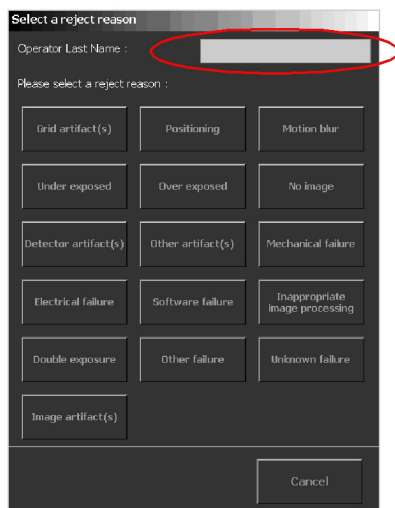 Select a reject reason
Operator Last Name :
Please select a reject reason :
Grid artifact(s)
Positioning
Motion blur
Under exposed
Over exposed
No image
Detector artifact(s)
Other artifact(s)
Mechanical failure
Electrical failure
Software failure
Inappropriate
image processing
Double exposure
Other failure
Unknown failure
Image artifact(s)
Cancel